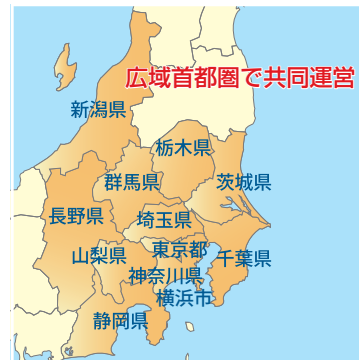 広域首都圏で共同運営
新潟県
栃木県
群馬県
茨城県
長野県
埼玉県
山梨県
東京都
千葉県
神奈川県
横浜市
静岡県